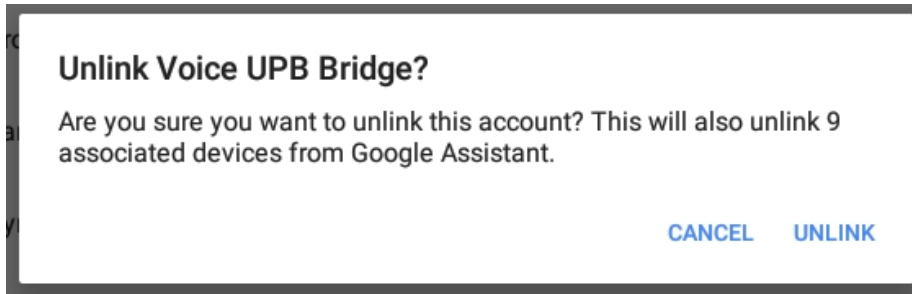 Unlink Voice UPB Bridge?
Are you sure you want to unlink this account? This will also unlink 9
associated devices from Google Assistant.
CANCEL UNLINK